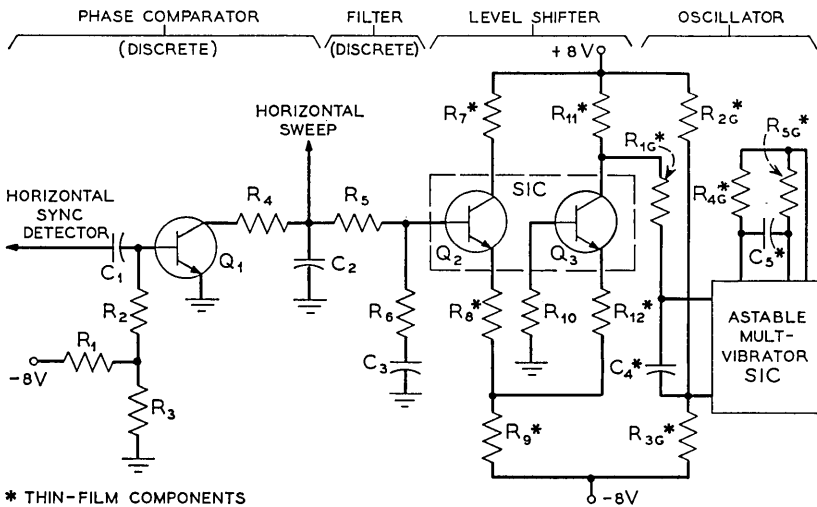 PHASE COMPARATOR
(DISCRETE)
FILTER
(DISCRETE)
LEVEL SHIFTER
OSCILLATOR
+8V
HORIZONTAL
SWEEP
R7*
R11*
R1G*
R2G*
R5G*
R4G*
C5*
HORIZONTAL
SYNC
DETECTOR
C1
Q1
R4
R5
C2
SIC
Q2
Q3
R2
R1
-8V
R3
R6
C3
R8*
R10
R12*
C4*
ASTABLE
MULTI-
VIBRATOR
SIC
R9*
R3G*
-8V
* THIN-FILM COMPONENTS